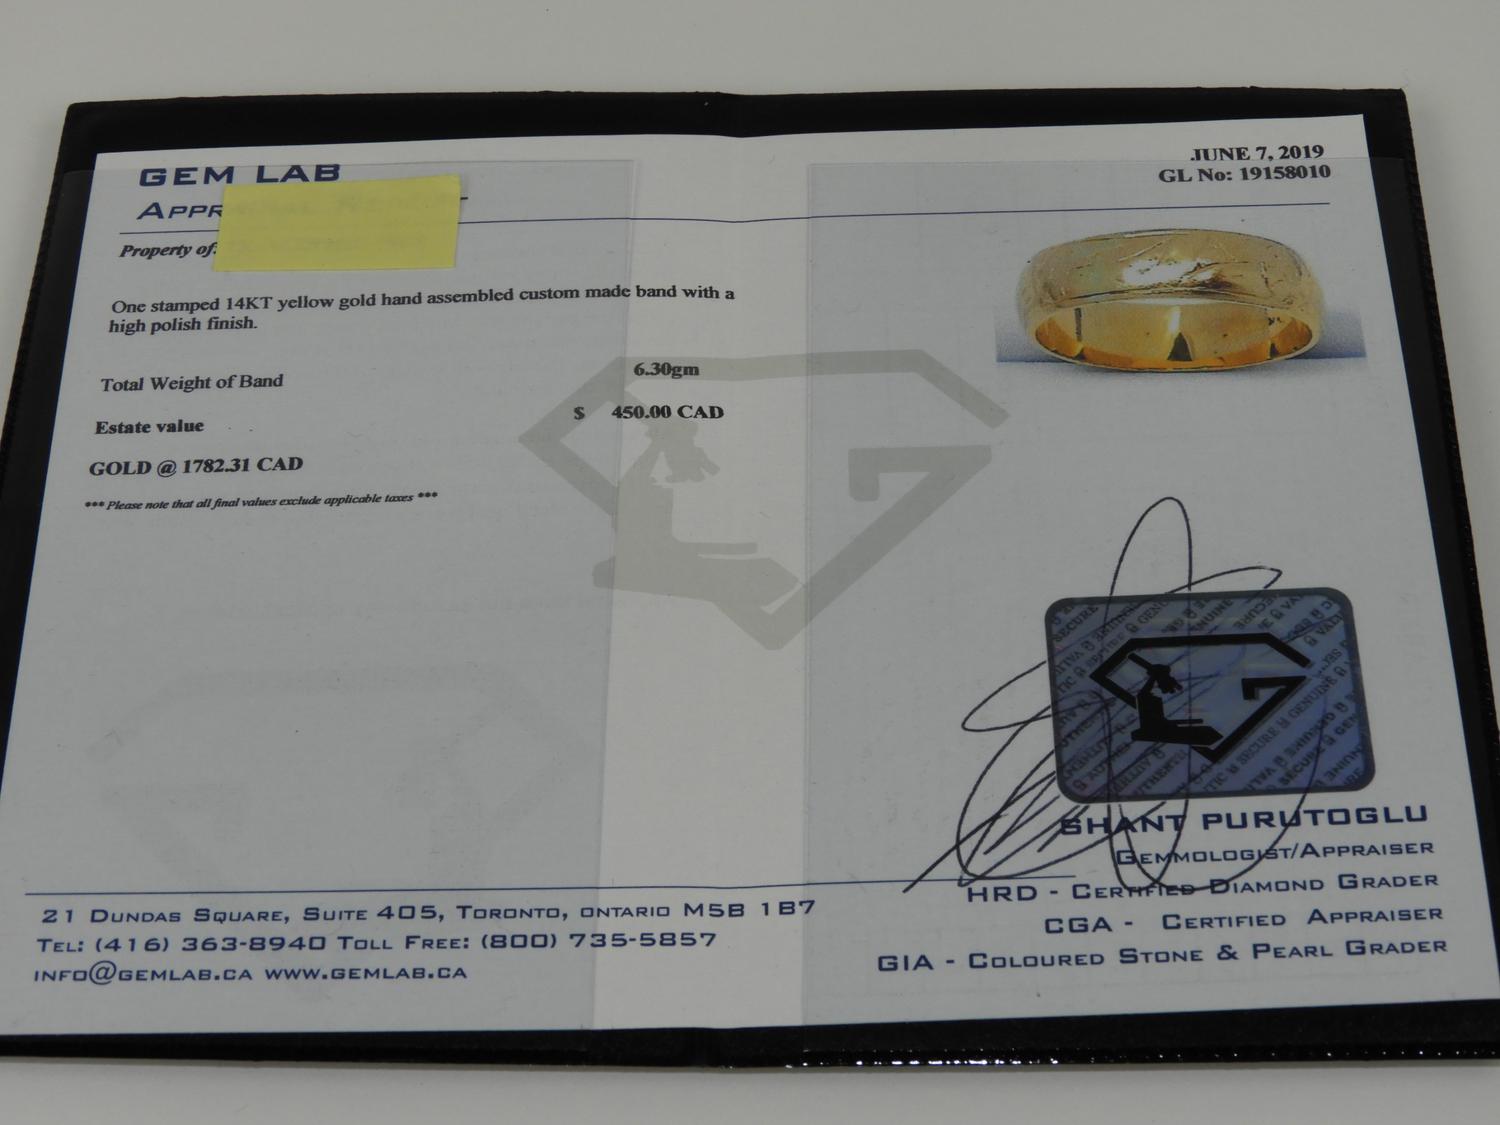 GEM LAB
JUNE 7, 2019
GL No: 19158010
APPR
Property of:
One stamped 14KT yellow gold hand assembled custom made band with a
high polish finish.
Total Weight of Band 6.30gm
Estate value $ 450.00 CAD
GOLD @ 1782.31 CAD
*** Please note that all final values exclude applicable taxes ***
SHANT PURUTOGLU
GEMMOLOGIST/APPRAISER
HRD - CERTIFIED DIAMOND GRADER
CGA - CERTIFIED APPRAISER
GIA - COLOURED STONE & PEARL GRADER
21 DUNDAS SQUARE, SUITE 405, TORONTO, ONTARIO M5B 1B7
TEL: (416) 363-8940 TOLL FREE: (800) 735-5857
INFO@GEMLAB.CA WWW.GEMLAB.CA